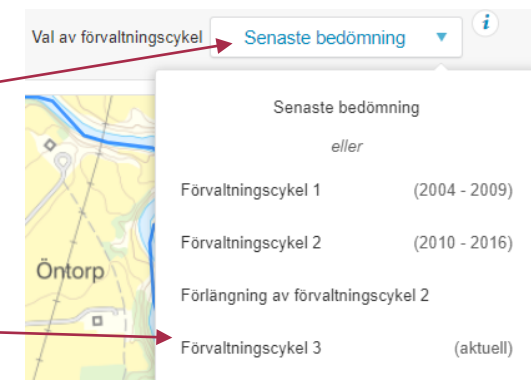 Val av förvaltningscykel Senaste bedömning ▼ i
Senaste bedömning
eller
Förvaltningscykel 1 (2004 - 2009)
Förvaltningscykel 2 (2010 - 2016)
Öntorp
Förlängning av förvaltningscykel 2
Förvaltningscykel 3 (aktuell)